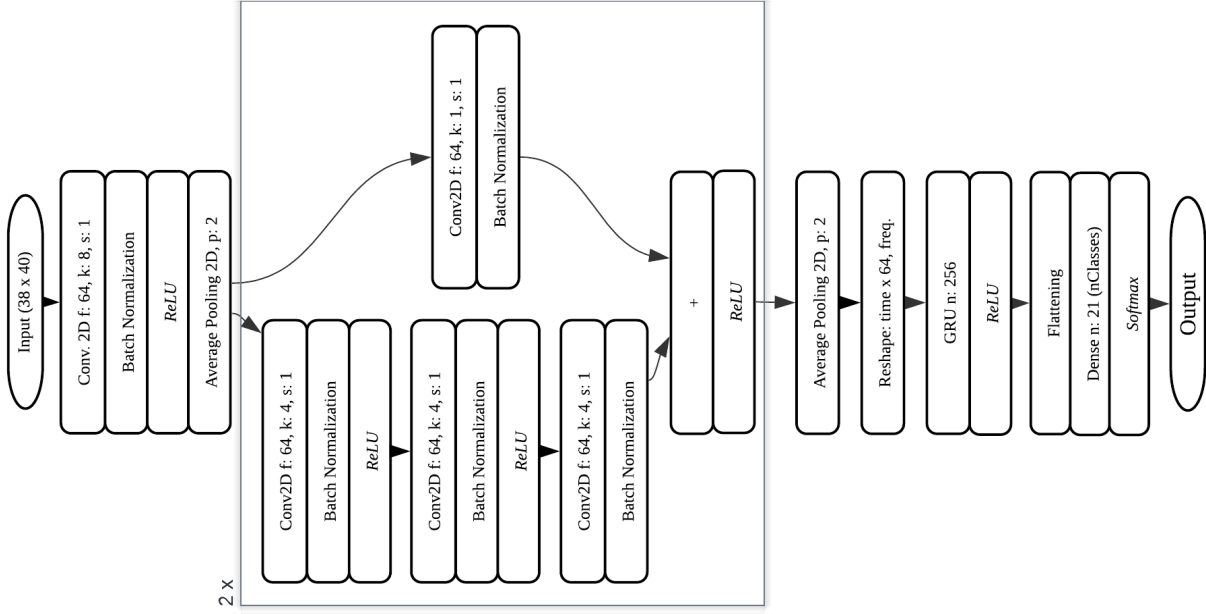 Input (38 x 40)
Conv. 2D f: 64, k: 8, s: 1
Batch Normalization
ReLU
Average Pooling 2D, p: 2
2 x
Conv2D f: 64, k: 1, s: 1
Batch Normalization
Conv2D f: 64, k: 4, s: 1
Batch Normalization
ReLU
Conv2D f: 64, k: 4, s: 1
Batch Normalization
ReLU
Conv2D f: 64, k: 4, s: 1
Batch Normalization
+
ReLU
Average Pooling 2D, p: 2
Reshape: time x 64, freq.
GRU n: 256
ReLU
Flattening
Dense n: 21 (nClasses)
Softmax
Output